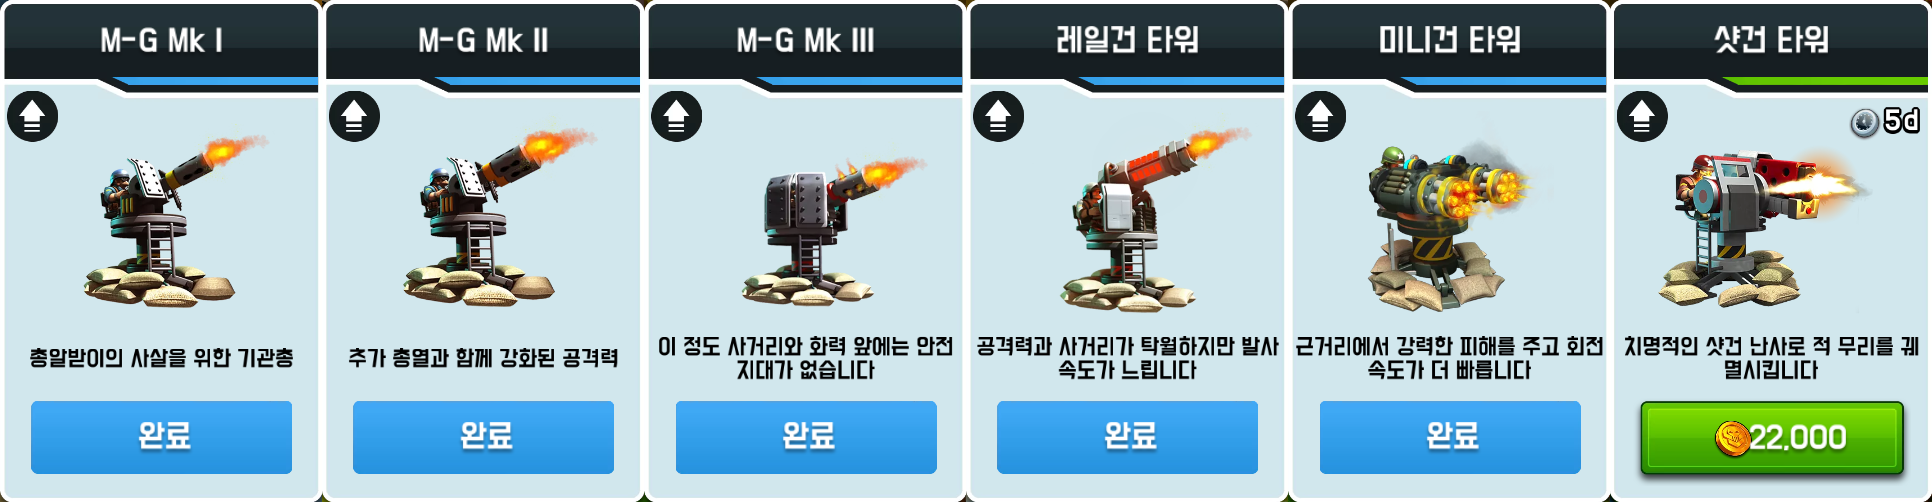 M-G Mk I
총알받이의 사살을 위한 기관총
완료
M-G Mk II
추가 총열과 함께 강화된 공격력
완료
M-G Mk III
이 정도 사거리와 화력 앞에는 안전
지대가 없습니다
완료
레일건 타워
공격력과 사거리가 탁월하지만 발사
속도가 느립니다
완료
미니건 타워
근거리에서 강력한 피해를 주고 회전
속도가 더 빠릅니다
완료
샷건 타워
5d
치명적인 샷건 난사로 적 무리를 궤
멸시킵니다
22,000